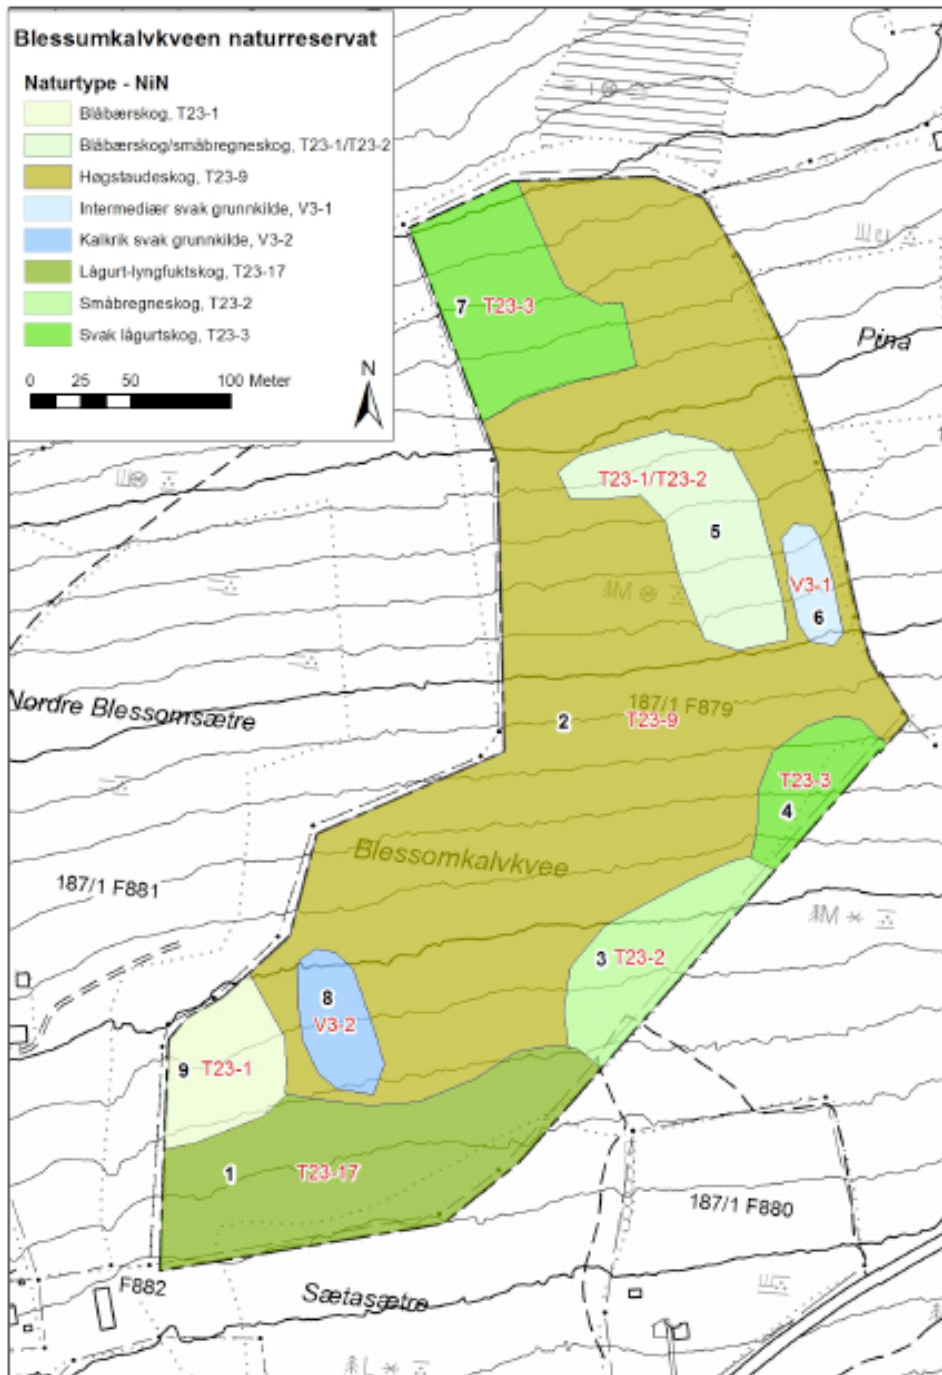 Blessumkalvkveen naturreservat
Naturtype - NiN
Blåbærskog, T23-1
Blåbærskog/småbregneskog, T23-1/T23-2
Høgstaudeskog, T23-9
Intermediær svak grunnkilde, V3-1
Kalkrik svak grunnkilde, V3-2
Lågurt-lyngfuktskog, T23-17
Småbregneskog, T23-2
Svak lågurtskog, T23-3
0 25 50 100 Meter
N
7 T23-3
Pina
T23-1/T23-2
5
V3-1
6
M
Nordre Blessomsætre
187/1 F879
2 T23-9
T23-3
4
Blessomkalvkvee
187/1 F881
M
3 T23-2
8
V3-2
9 T23-1
1 T23-17
187/1 F880
F882
Sætasætre
L